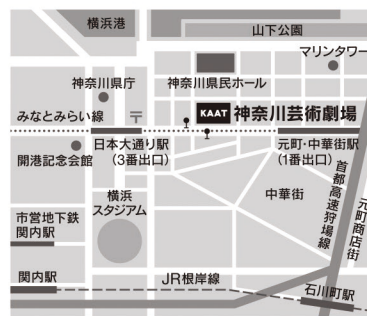 横浜港
山下公園
マリンタワー
神奈川県庁
神奈川県民ホール
KAAT 神奈川芸術劇場
みなとみらい線
〒
日本大通り駅
(3番出口)
元町・中華街駅
(1番出口)
開港記念会館
横浜
スタジアム
中華街
首都高速狩場線
元町商店街
市営地下鉄
関内駅
関内駅
JR根岸線
石川町駅